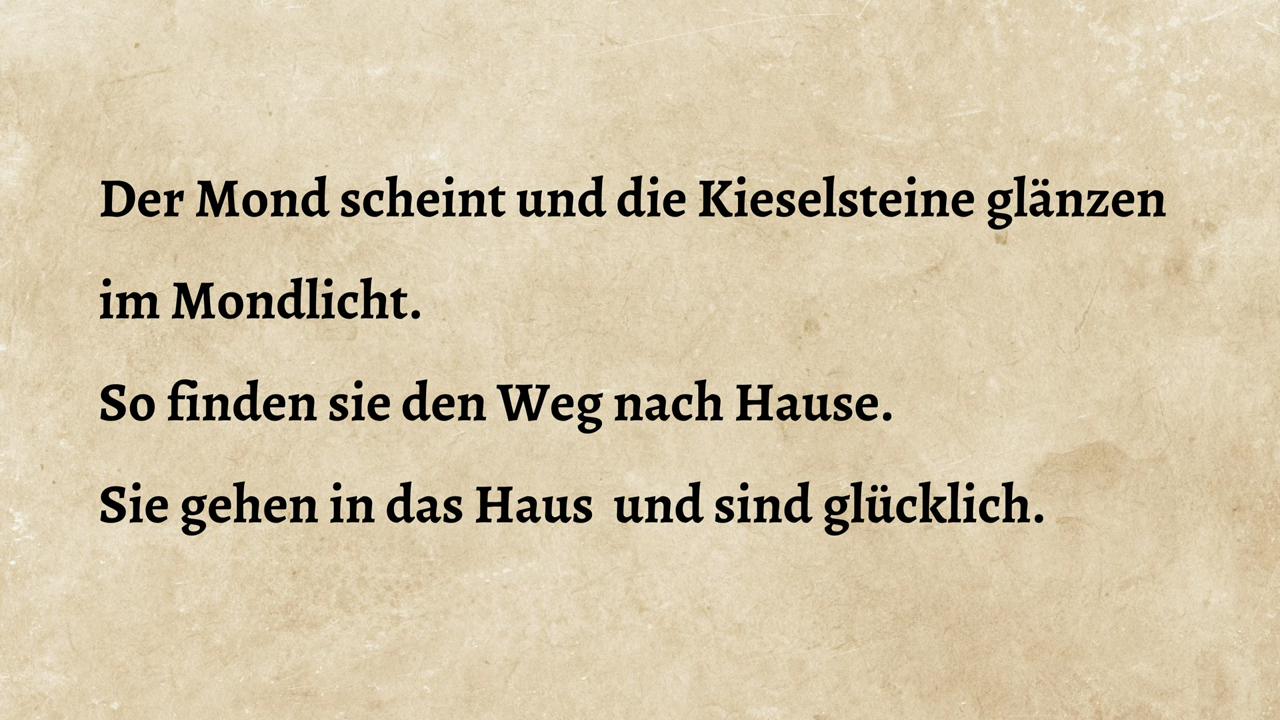 Der Mond scheint und die Kieselsteine glänzen
im Mondlicht.
So finden sie den Weg nach Hause.
Sie gehen in das Haus  und sind glücklich.